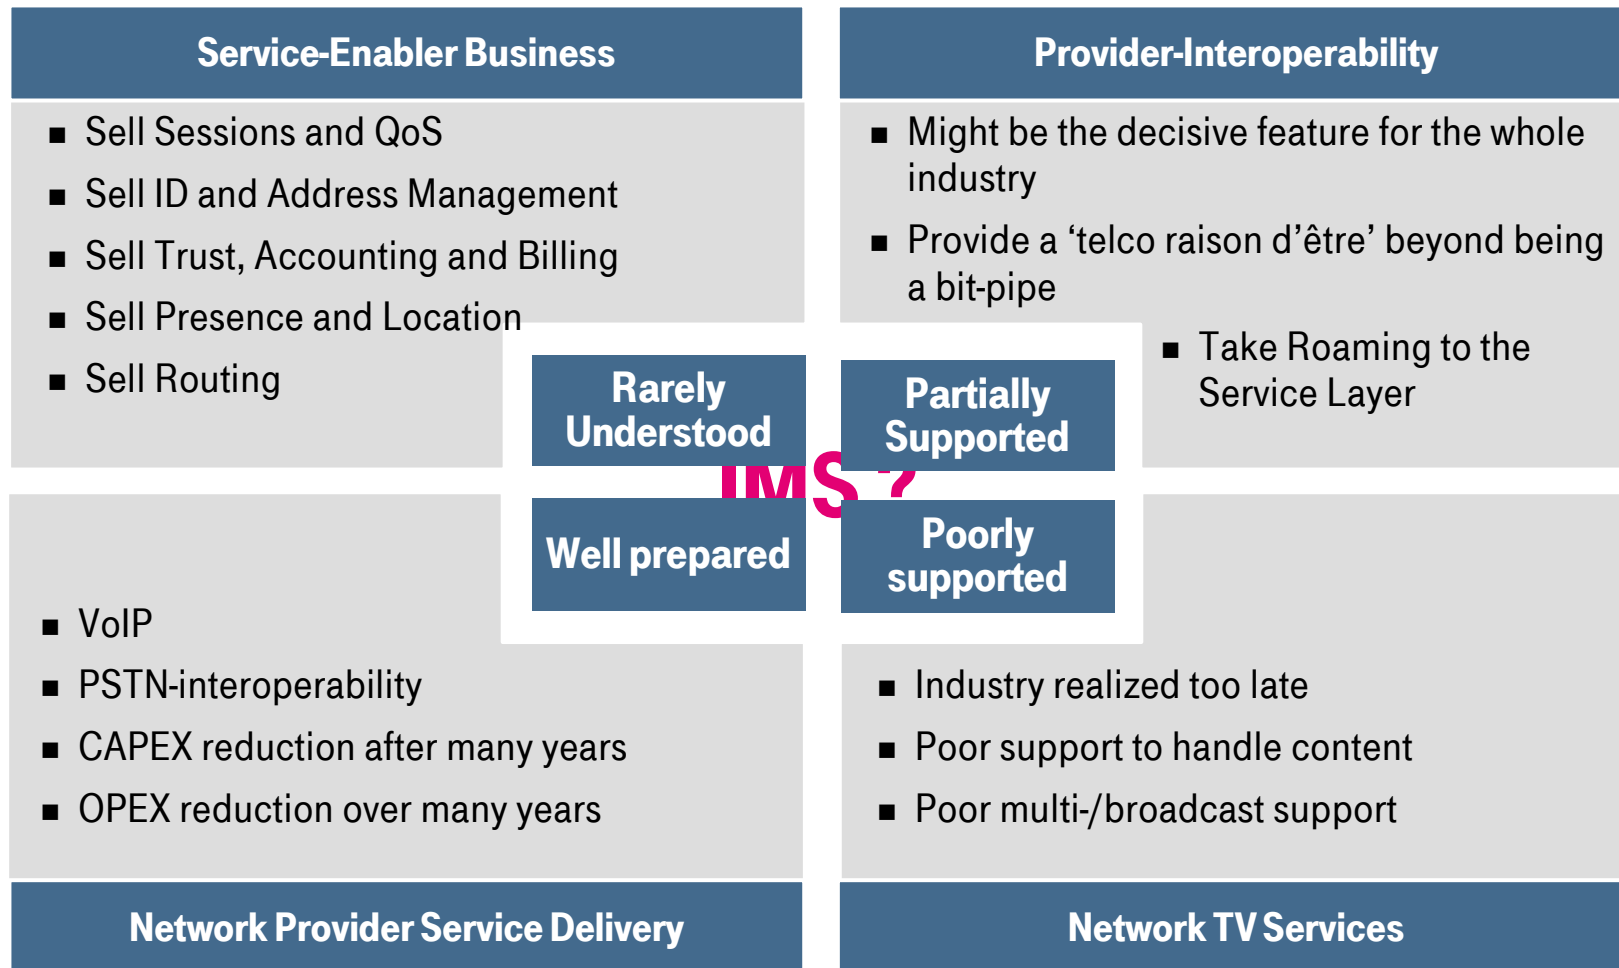 Service-Enabler Business
■ Sell Sessions and QoS
■ Sell ID and Address Management
■ Sell Trust, Accounting and Billing
■ Sell Presence and Location
■ Sell Routing
Provider-Interoperability
■ Might be the decisive feature for the whole
industry
■ Provide a ‘telco raison d’être’ beyond being
a bit-pipe
■ Take Roaming to the
Service Layer
Rarely
Understood
Partially
Supported
IMS ?
Well prepared
Poorly
supported
■ VoIP
■ PSTN-interoperability
■ CAPEX reduction after many years
■ OPEX reduction over many years
Network Provider Service Delivery
■ Industry realized too late
■ Poor support to handle content
■ Poor multi-/broadcast support
Network TV Services